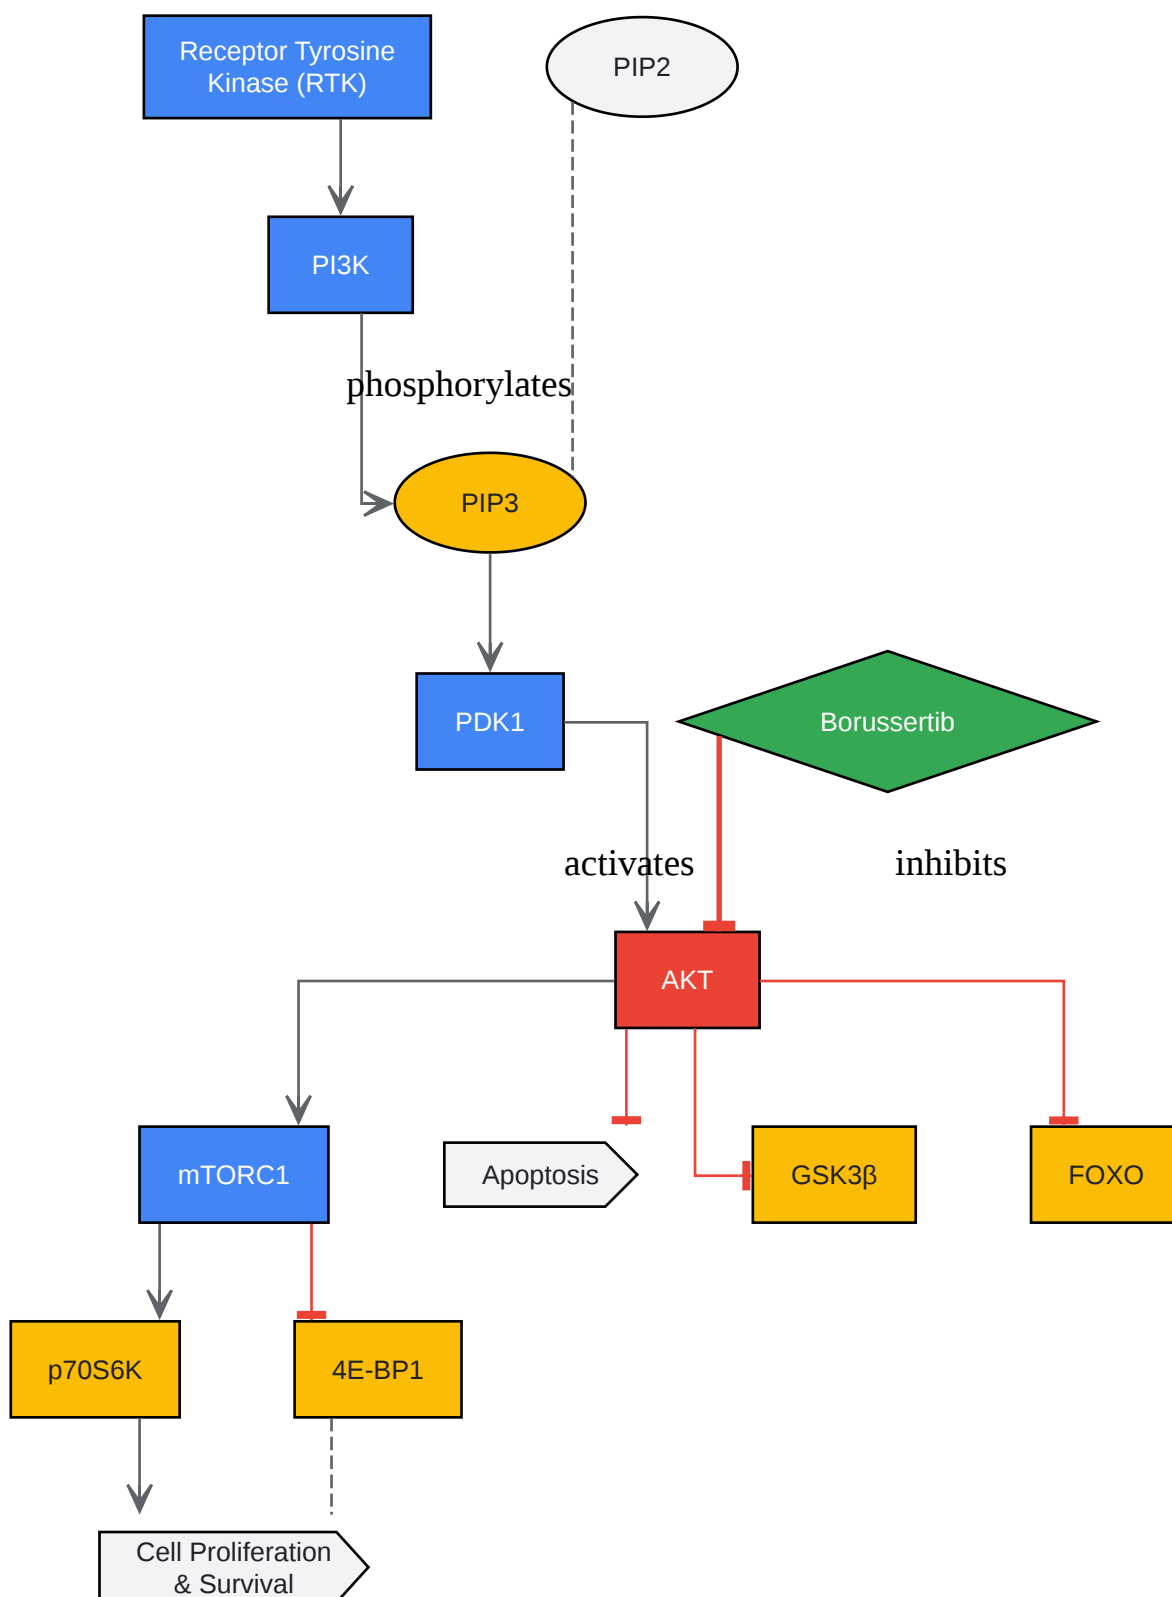 Receptor Tyrosine
Kinase (RTK)
PIP2
PI3K
phosphorylates
PIP3
PDK1
Borussertib
activates
inhibits
AKT
mTORC1
Apoptosis
GSK3β
FOXO
p70S6K
4E-BP1
Cell Proliferation
& Survival